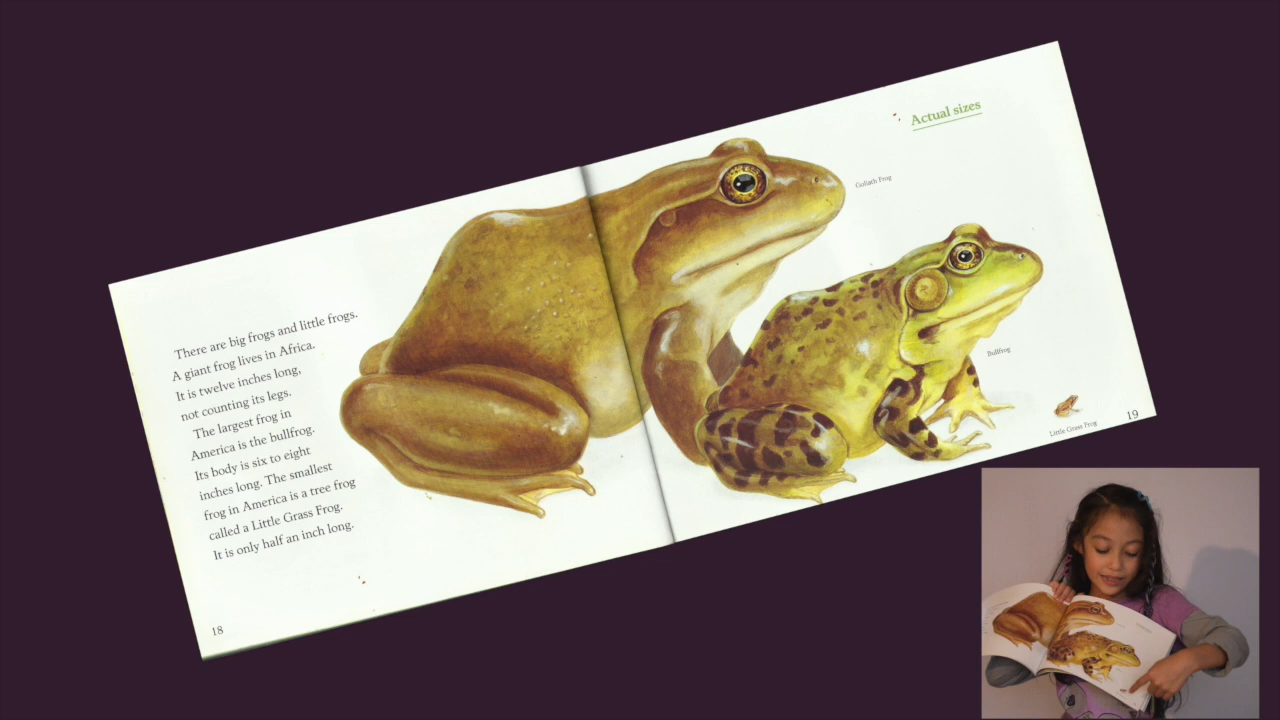 There are big frogs and little frogs.
A giant frog lives in Africa.
It is twelve inches long,
not counting its legs.
The largest frog in
America is the bullfrog.
Its body is six to eight
inches long. The smallest
frog in America is a tree frog
called a Little Grass Frog.
It is only half an inch long.
18
Actual sizes
Goliath Frog
Bullfrog
Little Grass Frog
19